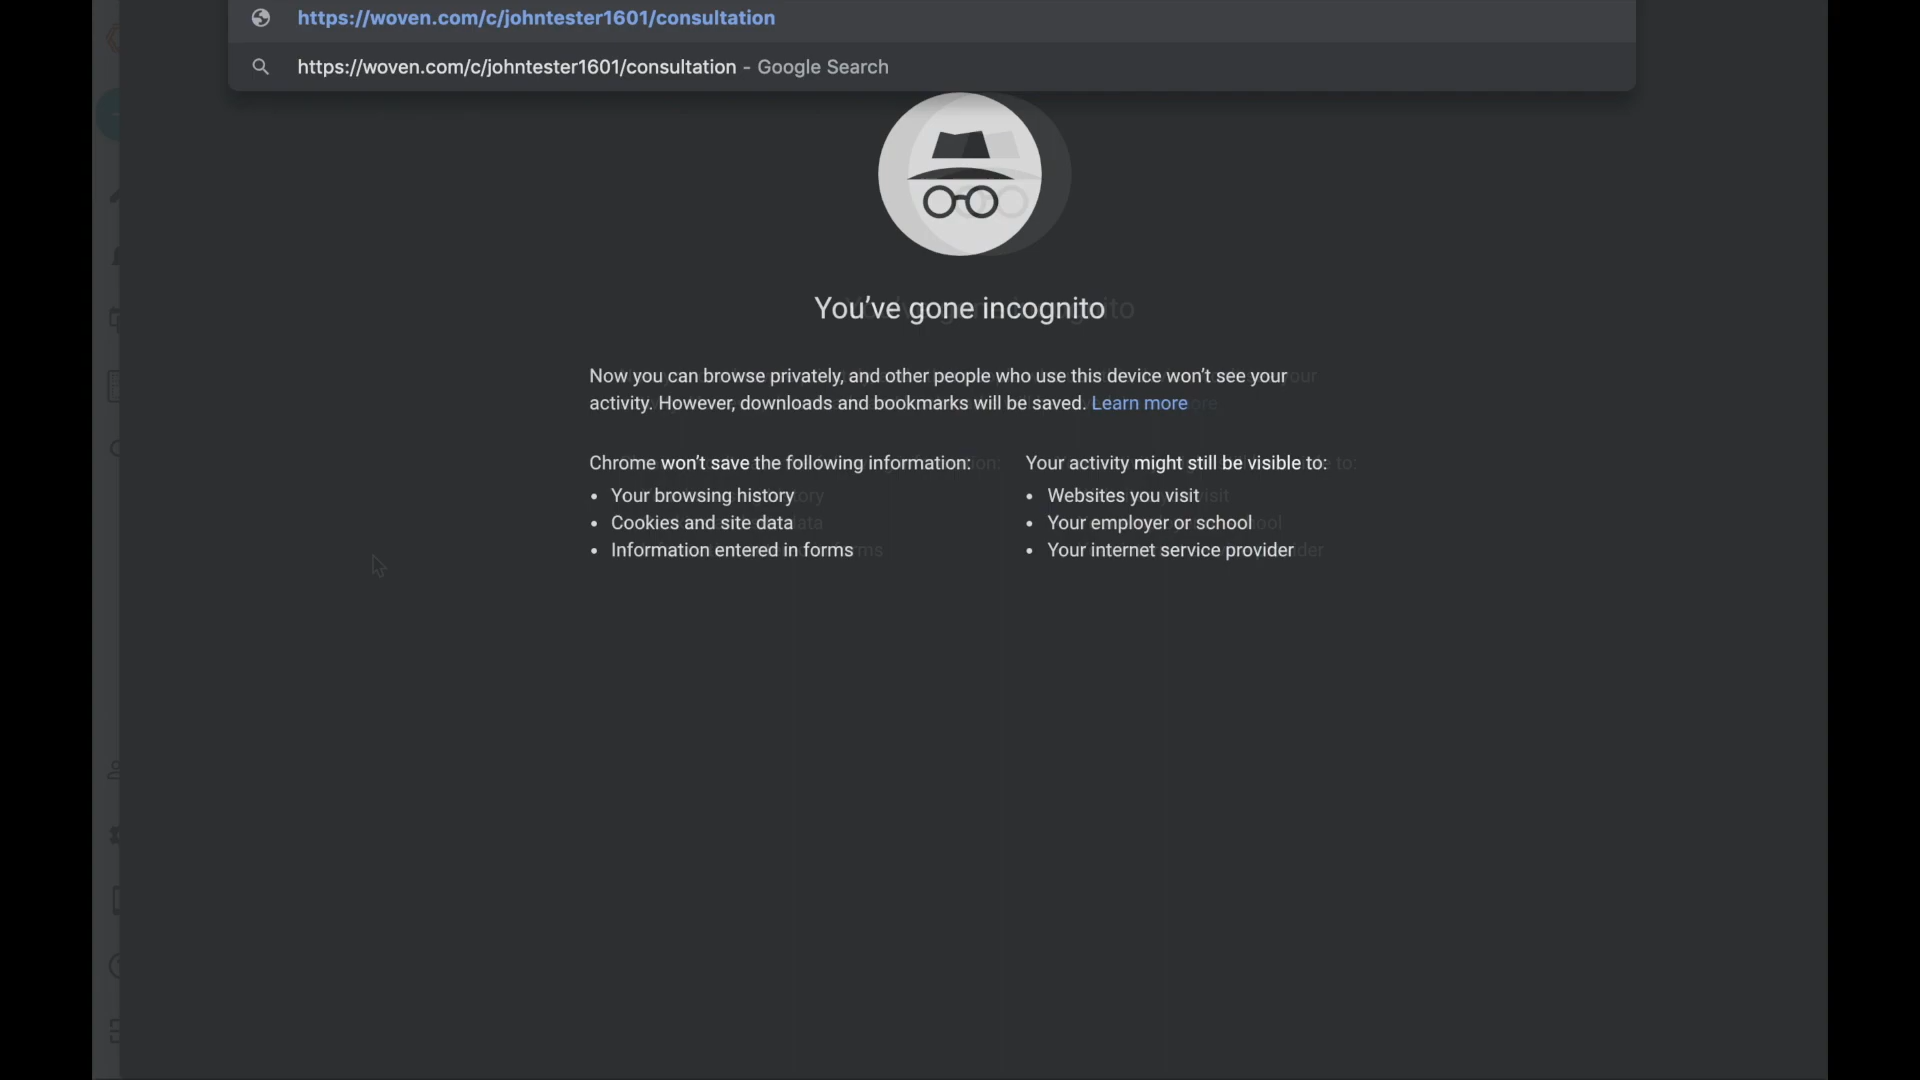 https://woven.com/c/johntester1601/consultation
https://woven.com/c/johntester1601/consultation - Google Search
You've gone incognito
Now you can browse privately, and other people who use this device won't see your
activity. However, downloads and bookmarks will be saved. Learn more
Chrome won't save the following information:
• Your browsing history
• Cookies and site data
• Information entered in forms
Your activity might still be visible to:
• Websites you visit
• Your employer or school
• Your internet service provider